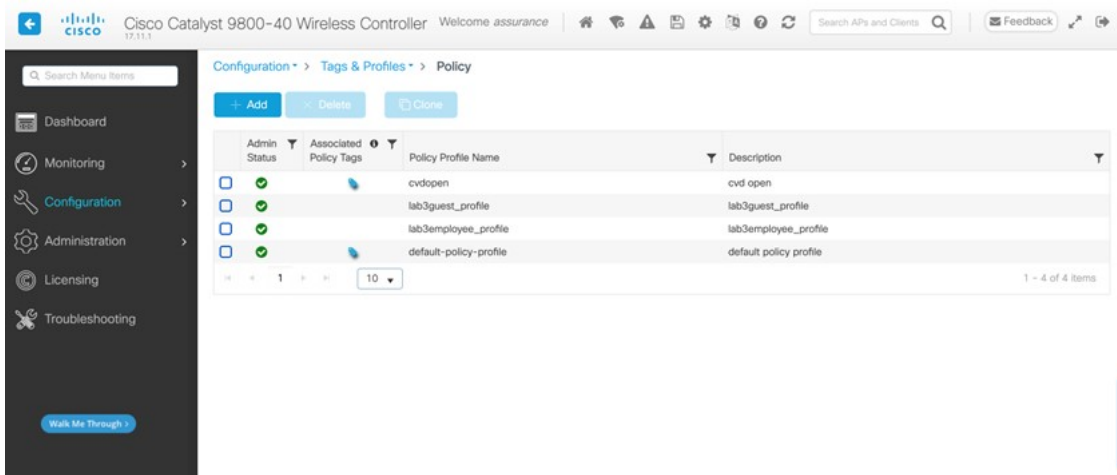 CISCO
Cisco Catalyst 9800-40 Wireless Controller
17.11.1
Welcome assurance
Search APs and Clients
Feedback
Search Menu Items
Dashboard
Monitoring
Configuration
Administration
Licensing
Troubleshooting
Walk Me Through >
Configuration > Tags & Profiles > Policy
+ Add
× Delete
Clone
Admin Status
Associated Policy Tags
Policy Profile Name
Description
cvdopen cvd open
lab3guest_profile lab3guest_profile
lab3employee_profile lab3employee_profile
default-policy-profile default policy profile
1
10
1 - 4 of 4 items